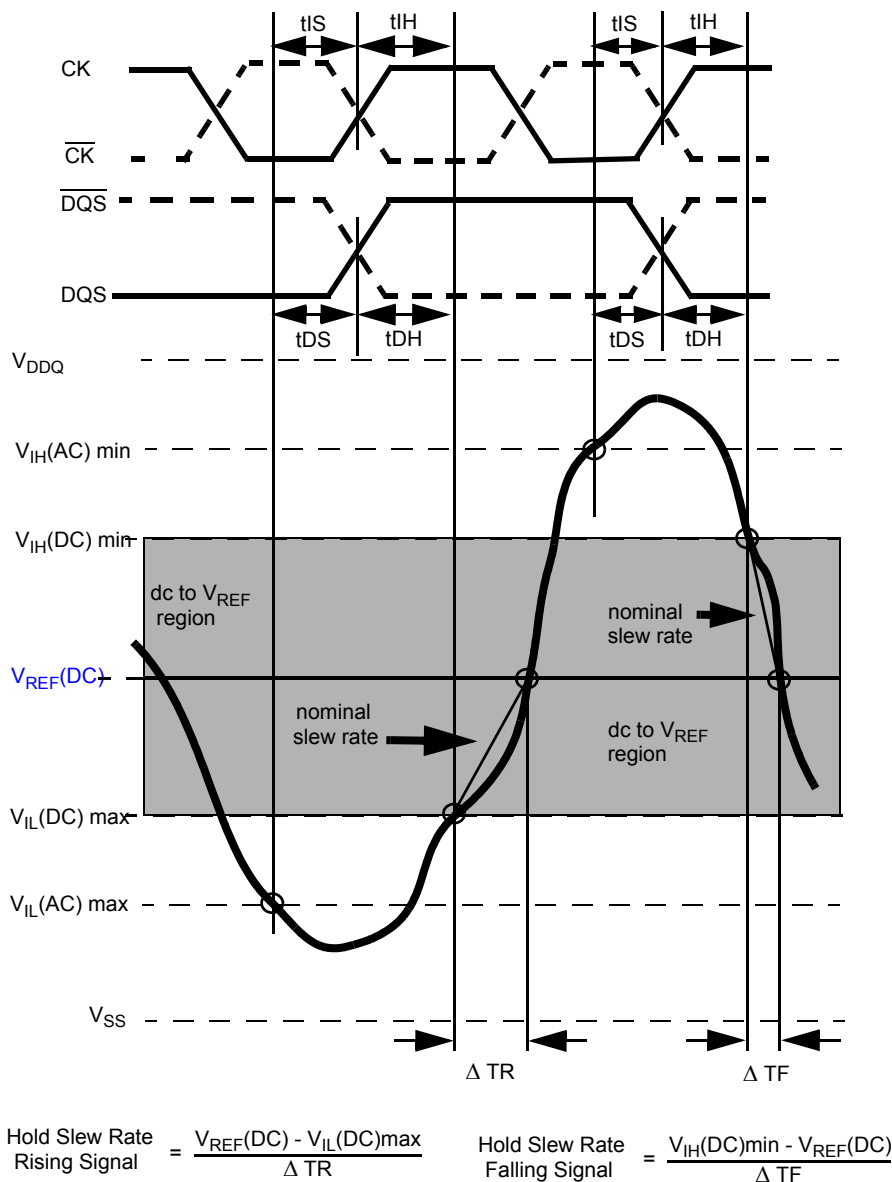 tIS tIH tIS tIH
CK
CK
DQS
DQS
tDS tDH tDS tDH
VDDQ
VIH(AC) min
VIH(DC) min
dc to VREF
region
nominal
slew rate
VREF(DC)
nominal
slew rate
dc to VREF
region
VIL(DC) max
VIL(AC) max
VSS
Δ TR
Δ TF
Hold Slew Rate
Rising Signal
= VREF(DC) - VIL(DC)max
Δ TR
Hold Slew Rate
Falling Signal
= VIH(DC)min - VREF(DC)
Δ TF